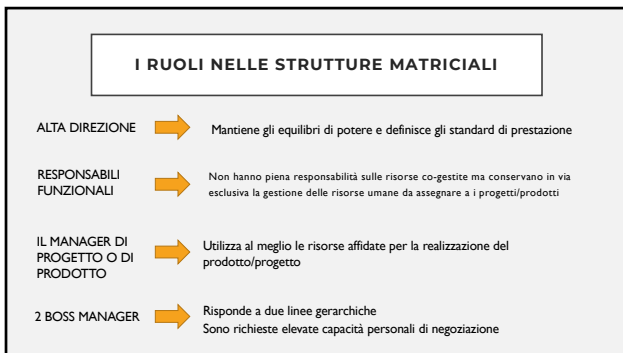 I RUOLI NELLE STRUTTURE MATRICIALI
ALTA DIREZIONE
Mantiene gli equilibri di potere e definisce gli standard di prestazione
RESPONSABILI
FUNZIONALI
Non hanno piena responsabilità sulle risorse co-gestite ma conservano in via
esclusiva la gestione delle risorse umane da assegnare a i progetti/prodotti
IL MANAGER DI
PROGETTO O DI
PRODOTTO
Utilizza al meglio le risorse affidate per la realizzazione del
prodotto/progetto
2 BOSS MANAGER
Risponde a due linee gerarchiche
Sono richieste elevate capacità personali di negoziazione